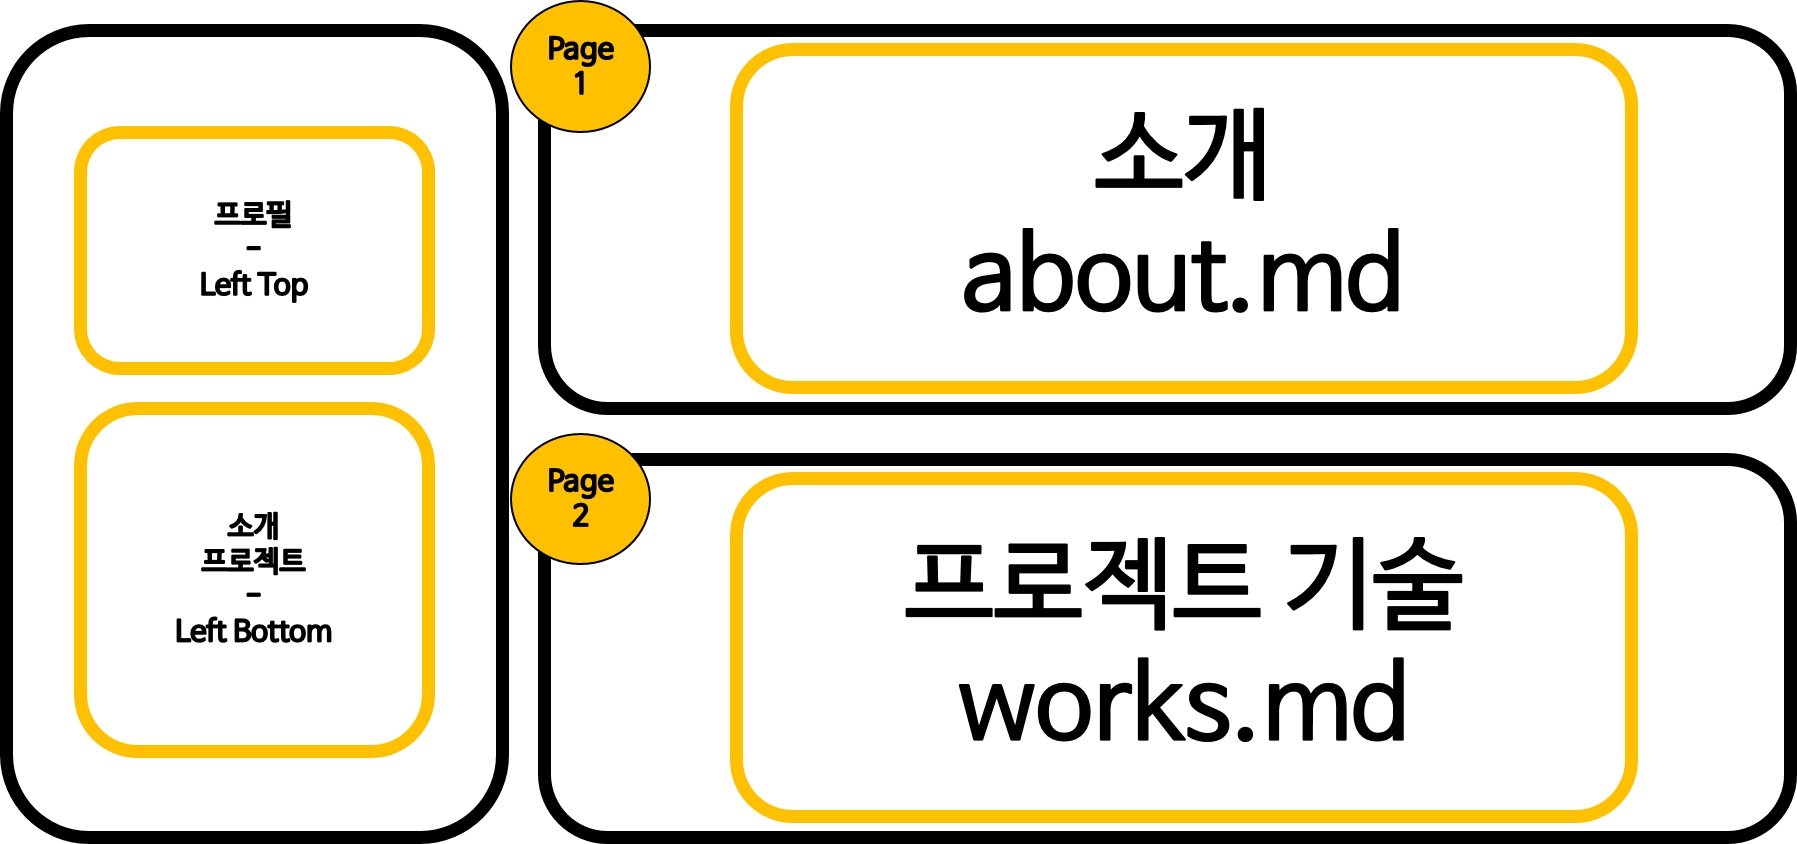 프로필
–
Left Top
소개
프로젝트
–
Left Bottom
Page
1
소개
about.md
Page
2
프로젝트 기술
works.md